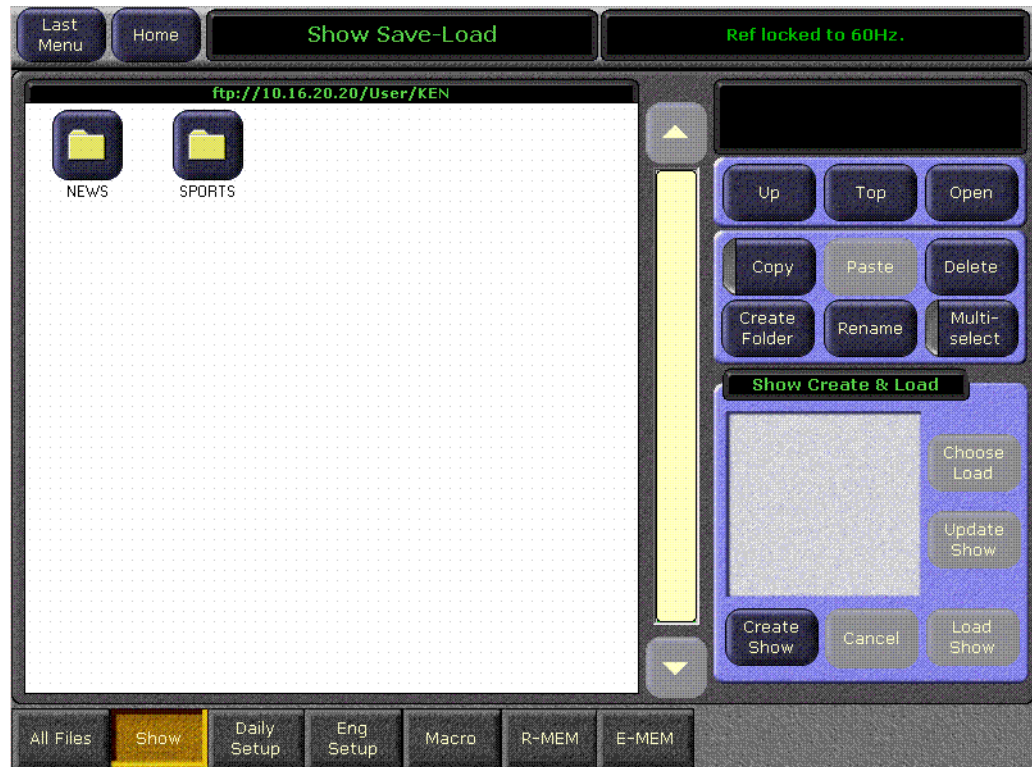 Last
Menu
Home
Show Save-Load
Ref locked to 60Hz.
ftp://10.16.20.20/User/KEN
NEWS
SPORTS
Up
Top
Open
Copy
Paste
Delete
Create
Folder
Rename
Multi-
select
Show Create & Load
Choose
Load
Update
Show
Create
Show
Cancel
Load
Show
All Files
Show
Daily
Setup
Eng
Setup
Macro
R-MEM
E-MEM